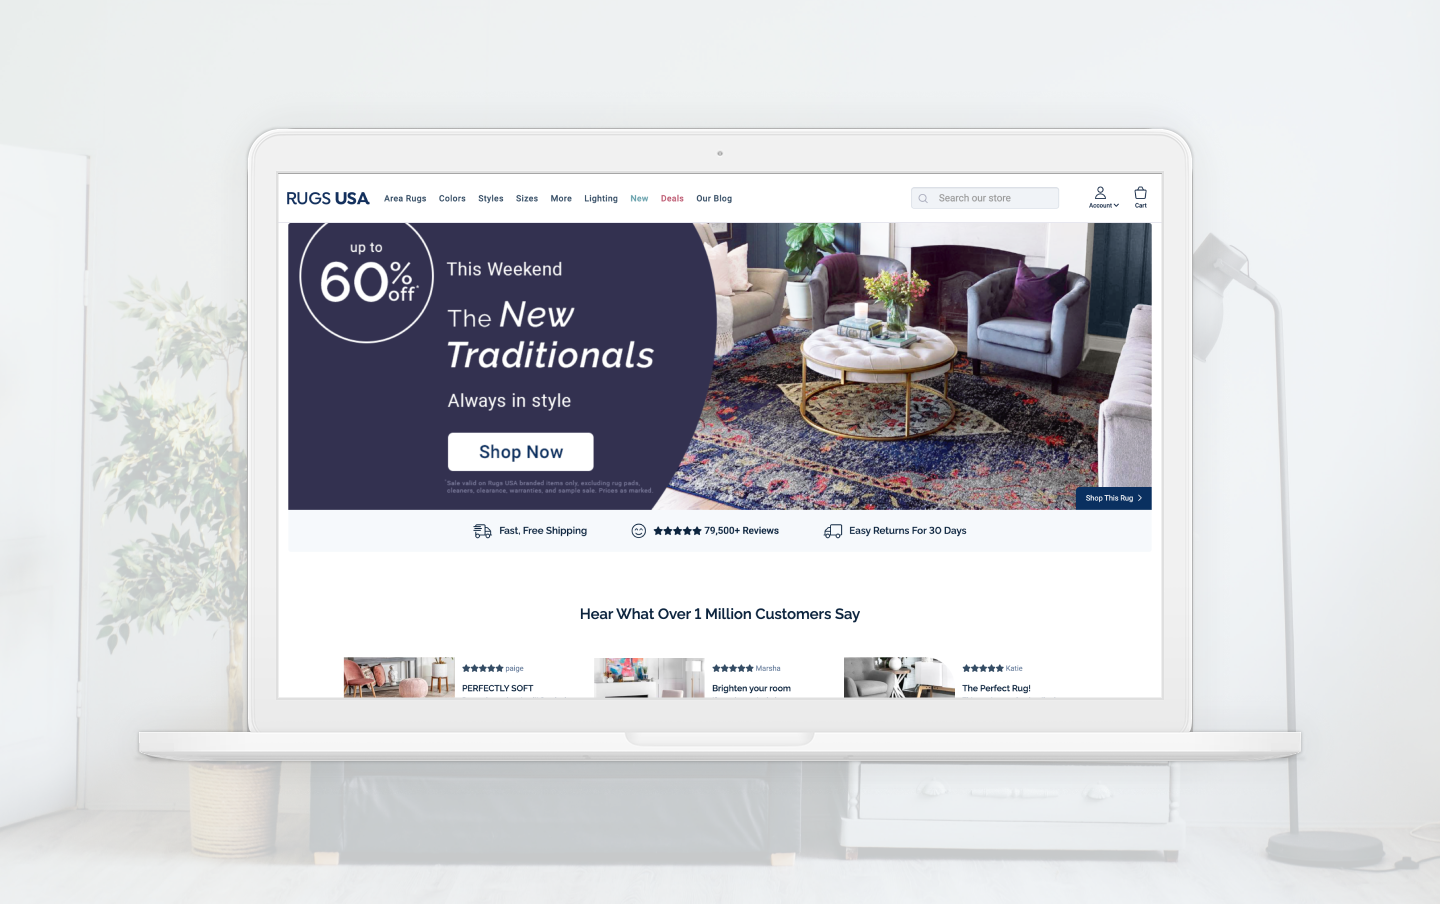 RUGS USA
Area Rugs Colors Styles Sizes More Lighting New Deals Our Blog
Search our store
Account
Cart
up to
60%
off*
This Weekend
The New
Traditionals
Always in style
Shop Now
*Sale valid on Rugs USA branded items only, excluding rug pads,
cleaners, clearance, warranties, and sample sale. Prices as marked.
Shop This Rug
Fast, Free Shipping
79,500+ Reviews
Easy Returns For 30 Days
Hear What Over 1 Million Customers Say
paige
PERFECTLY SOFT
Marsha
Brighten your room
Katie
The Perfect Rug!